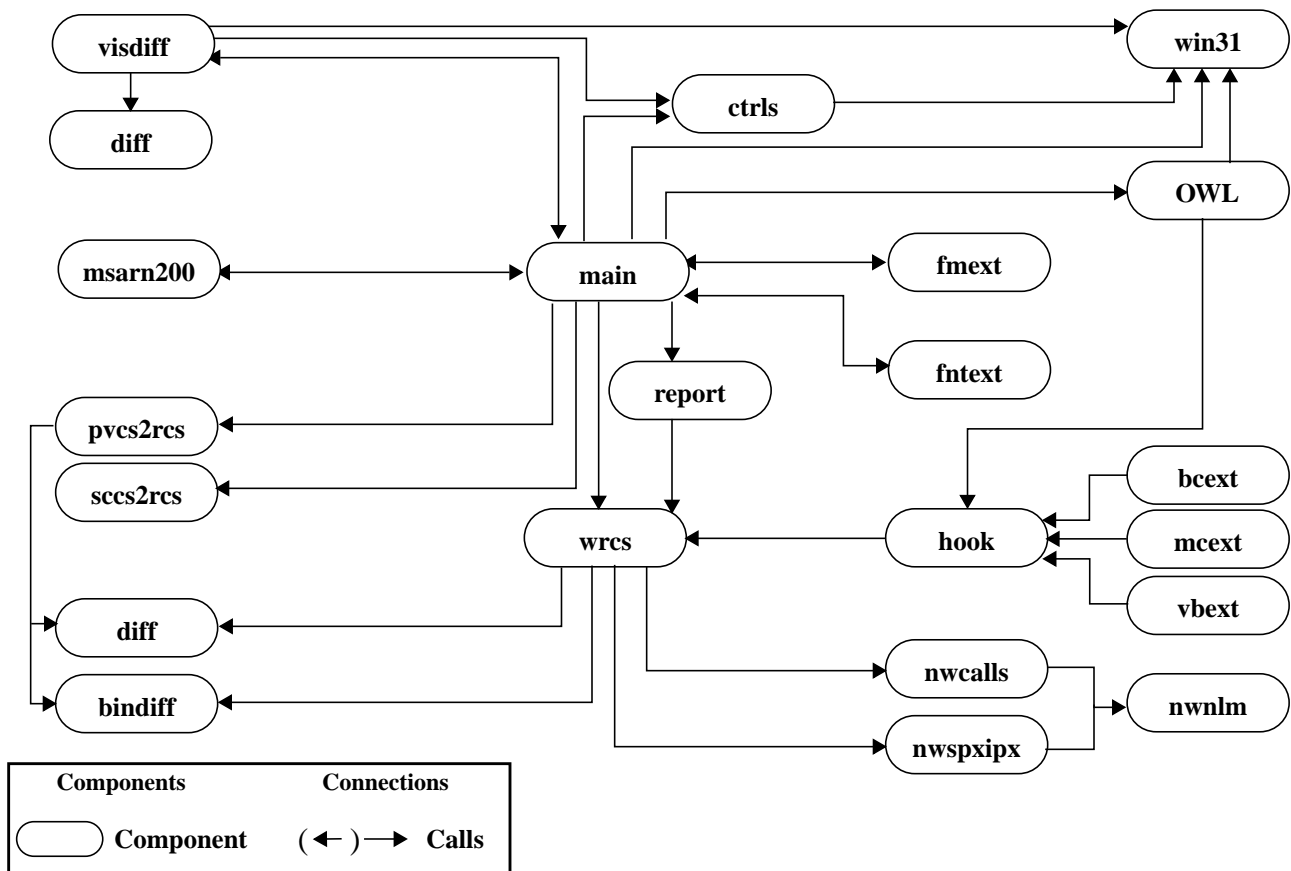 visdiff
win31
ctrls
diff
OWL
msarn200
main
fmext
fntext
report
pvcs2rcs
sccs2rcs
bcext
wrcs
hook
mcext
vbext
diff
nwcalls
bindiff
nwnlm
nwspxipx
Components Connections
Component ( ) Calls